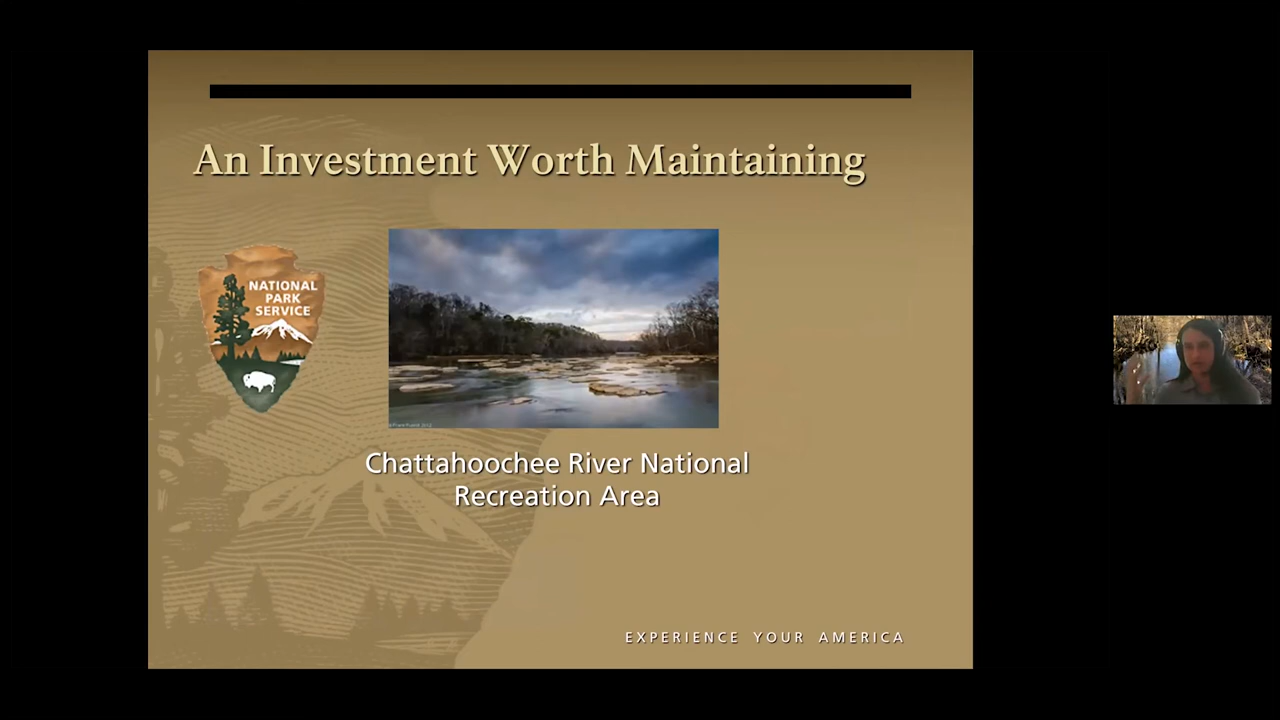 An Investment Worth Maintaining
NATIONAL
PARK
SERVICE
Chattahoochee River National
Recreation Area
EXPERIENCE YOUR AMERICA